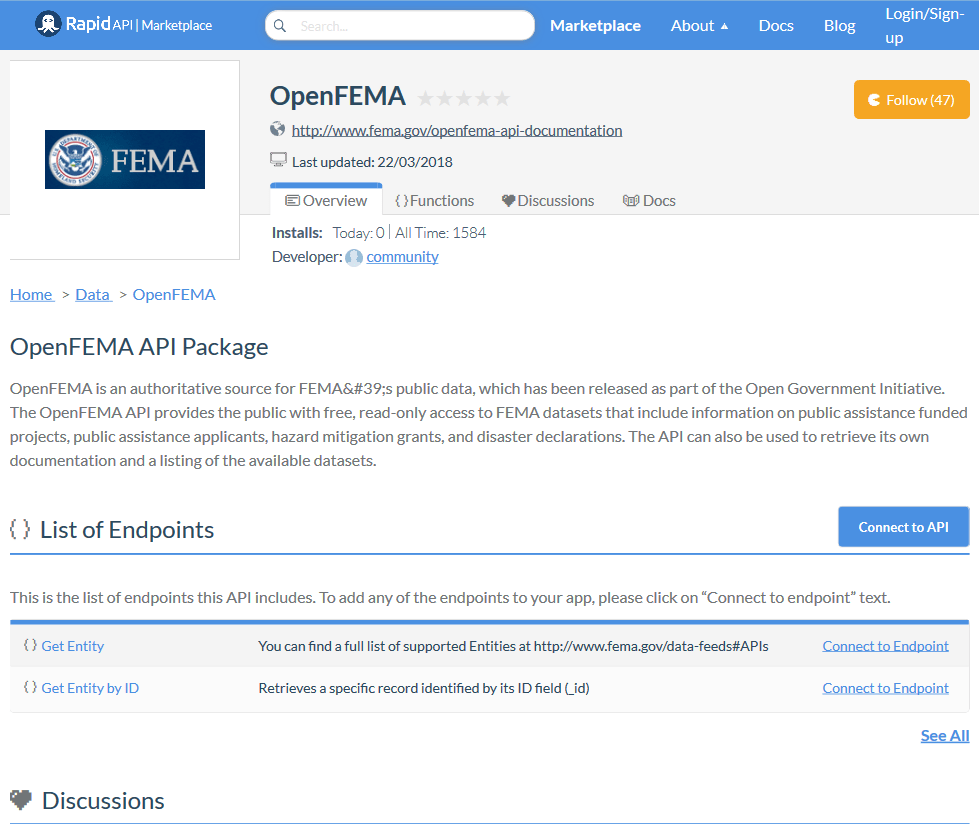 Rapid API | Marketplace
Search...
Marketplace
About
Docs
Blog
Login/Sign-
up
FEMA
OpenFEMA
Follow (47)
http://www.fema.gov/openfema-api-documentation
Last updated: 22/03/2018
Overview
{ }Functions
Discussions
Docs
Installs: Today: 0 | All Time: 1584
Developer: community
Home > Data > OpenFEMA
OpenFEMA API Package
OpenFEMA is an authoritative source for FEMA&#39;s public data, which has been released as part of the Open Government Initiative.
The OpenFEMA API provides the public with free, read-only access to FEMA datasets that include information on public assistance funded
projects, public assistance applicants, hazard mitigation grants, and disaster declarations. The API can also be used to retrieve its own
documentation and a listing of the available datasets.
{ } List of Endpoints
Connect to API
This is the list of endpoints this API includes. To add any of the endpoints to your app, please click on “Connect to endpoint” text.
{ } Get Entity You can find a full list of supported Entities at http://www.fema.gov/data-feeds#APIs Connect to Endpoint
{ } Get Entity by ID Retrieves a specific record identified by its ID field (_id) Connect to Endpoint
See All
Discussions